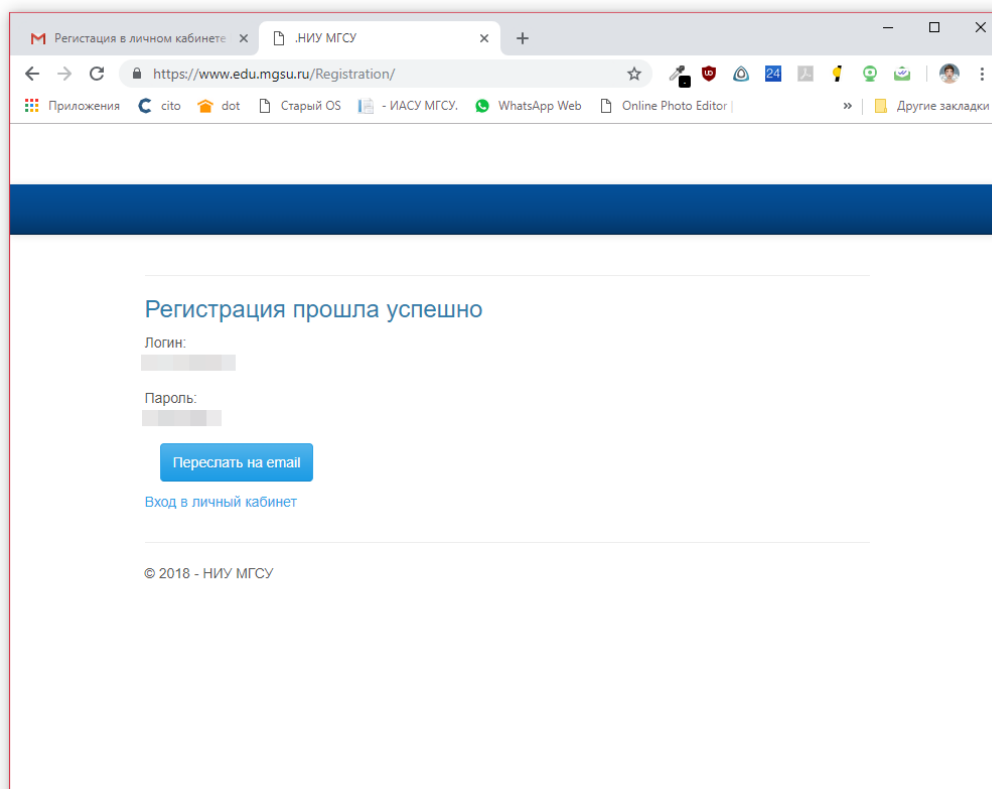 Регистация в личном кабинете
.НИУ МГСУ
https://www.edu.mgsu.ru/Registration/
24
Приложения
cito
dot
Старый OS
- ИАСУ МГСУ.
WhatsApp Web
Online Photo Editor |
»
Другие закладки
Регистрация прошла успешно
Логин:
Пароль:
Переслать на email
Вход в личный кабинет
© 2018 - НИУ МГСУ